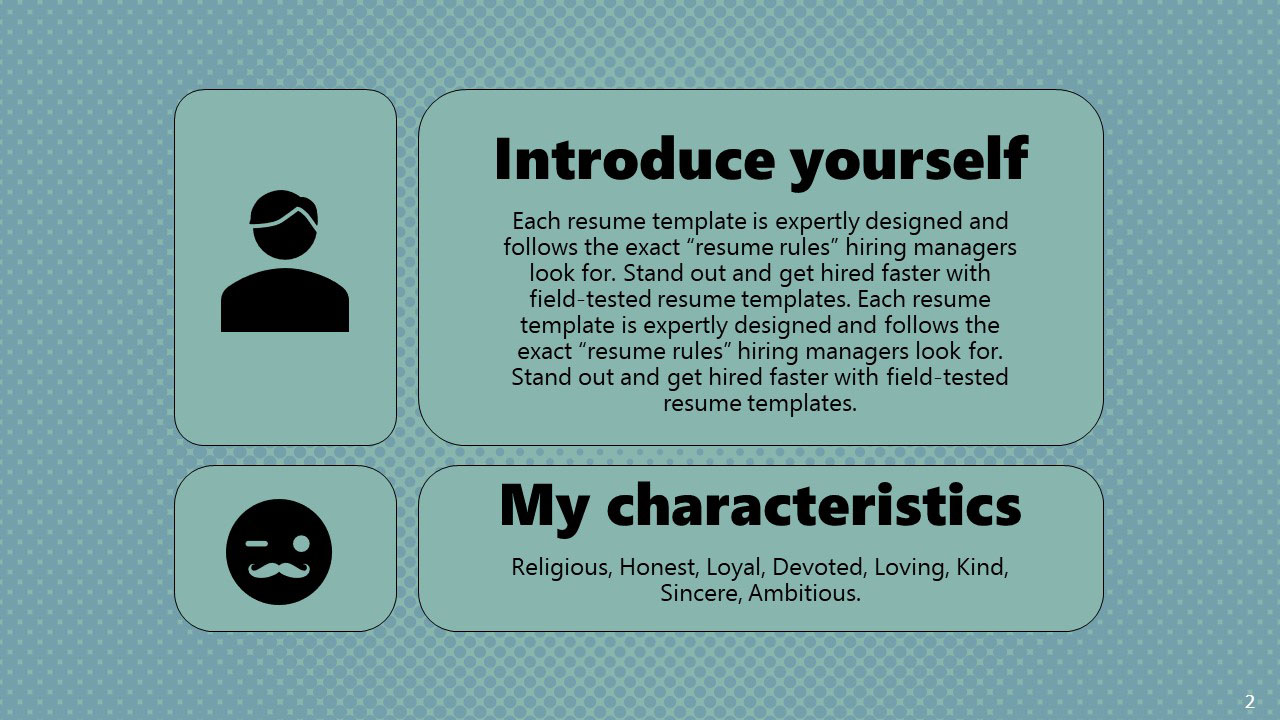 Introduce yourself
Each resume template is expertly designed and
follows the exact “resume rules” hiring managers
look for. Stand out and get hired faster with
field-tested resume templates. Each resume
template is expertly designed and follows the
exact “resume rules” hiring managers look for.
Stand out and get hired faster with field-tested
resume templates.
My characteristics
Religious, Honest, Loyal, Devoted, Loving, Kind,
Sincere, Ambitious.
2